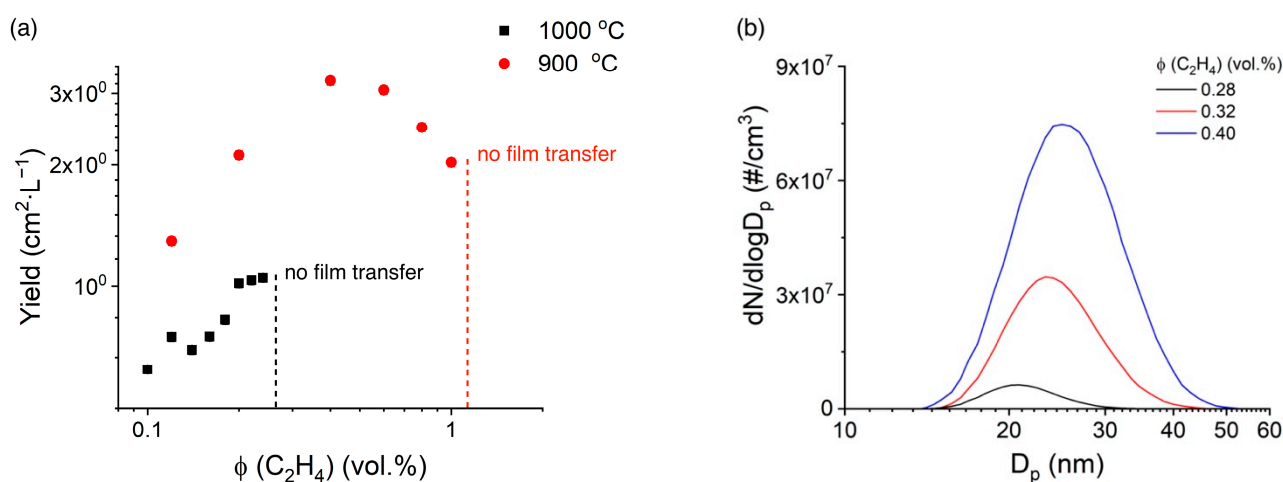 (a)
1000 °C
900 °C
Yield (cm²·L⁻¹)
3x10⁰
2x10⁰
10⁰
no film transfer
no film transfer
0.1
1
ϕ (C₂H₄) (vol.%)
(b)
ϕ (C₂H₄) (vol.%)
0.28
0.32
0.40
dN/dlogDₚ (#/cm³)
9x10⁷
6x10⁷
3x10⁷
0
10
20
30
40
50
60
Dₚ (nm)